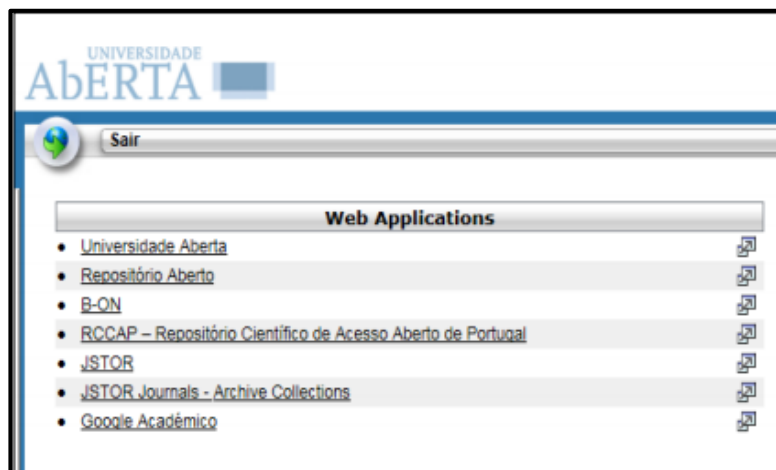 UNIVERSIDADE
AbERTA
Sair
Web Applications
Universidade Aberta
Repositório Aberto
B-ON
RCCAP – Repositório Científico de Acesso Aberto de Portugal
JSTOR
JSTOR Journals - Archive Collections
Google Académico